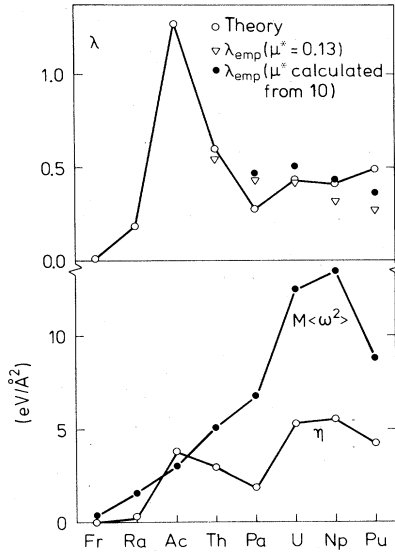 λ
○ Theory
▽ λemp(μ* = 0.13)
● λemp(μ* calculated
from 10)
1.0
0.5
0.0
10
5
0
(eV/Å²)
M<ω²>
η
Fr Ra Ac Th Pa U Np Pu